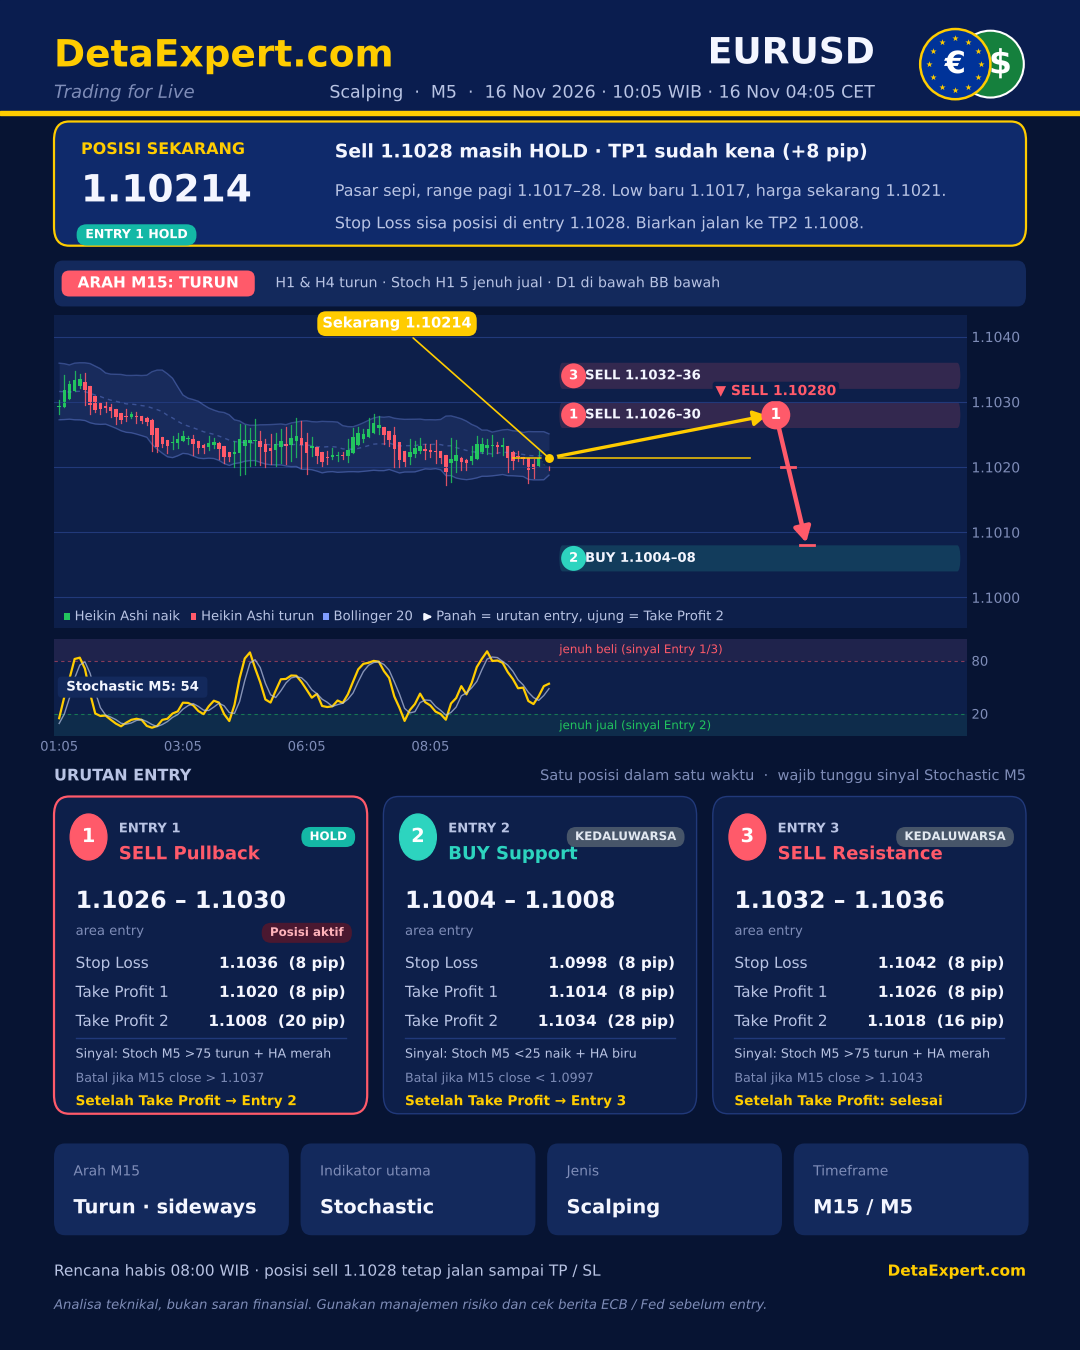 DetaExpert.com
EURUSD
€ $
Trading for Live
Scalping · M5 · 16 Nov 2026 · 10:05 WIB · 16 Nov 04:05 CET
POSISI SEKARANG
Sell 1.1028 masih HOLD · TP1 sudah kena (+8 pip)
1.10214
Pasar sepi, range pagi 1.1017–28. Low baru 1.1017, harga sekarang 1.1021.
Stop Loss sisa posisi di entry 1.1028. Biarkan jalan ke TP2 1.1008.
ENTRY 1 HOLD
ARAH M15: TURUN
H1 & H4 turun · Stoch H1 5 jenuh jual · D1 di bawah BB bawah
Sekarang 1.10214
1.1040
3 SELL 1.1032–36
▼ SELL 1.10280
1.1030
1 SELL 1.1026–30
1
1.1020
1.1010
2 BUY 1.1004–08
1.1000
Heikin Ashi naik
Heikin Ashi turun
Bollinger 20
Panah = urutan entry, ujung = Take Profit 2
jenuh beli (sinyal Entry 1/3)
80
Stochastic M5: 54
20
jenuh jual (sinyal Entry 2)
01:05 03:05 06:05 08:05
URUTAN ENTRY
Satu posisi dalam satu waktu · wajib tunggu sinyal Stochastic M5
1
ENTRY 1
HOLD
SELL Pullback
1.1026 – 1.1030
area entry
Posisi aktif
Stop Loss 1.1036 (8 pip)
Take Profit 1 1.1020 (8 pip)
Take Profit 2 1.1008 (20 pip)
Sinyal: Stoch M5 >75 turun + HA merah
Batal jika M15 close > 1.1037
Setelah Take Profit → Entry 2
2
ENTRY 2
KEDALUWARSA
BUY Support
1.1004 – 1.1008
area entry
Stop Loss 1.0998 (8 pip)
Take Profit 1 1.1014 (8 pip)
Take Profit 2 1.1034 (28 pip)
Sinyal: Stoch M5 <25 naik + HA biru
Batal jika M15 close < 1.0997
Setelah Take Profit → Entry 3
3
ENTRY 3
KEDALUWARSA
SELL Resistance
1.1032 – 1.1036
area entry
Stop Loss 1.1042 (8 pip)
Take Profit 1 1.1026 (8 pip)
Take Profit 2 1.1018 (16 pip)
Sinyal: Stoch M5 >75 turun + HA merah
Batal jika M15 close > 1.1043
Setelah Take Profit: selesai
Arah M15
Turun · sideways
Indikator utama
Stochastic
Jenis
Scalping
Timeframe
M15 / M5
Rencana habis 08:00 WIB · posisi sell 1.1028 tetap jalan sampai TP / SL
DetaExpert.com
Analisa teknikal, bukan saran finansial. Gunakan manajemen risiko dan cek berita ECB / Fed sebelum entry.